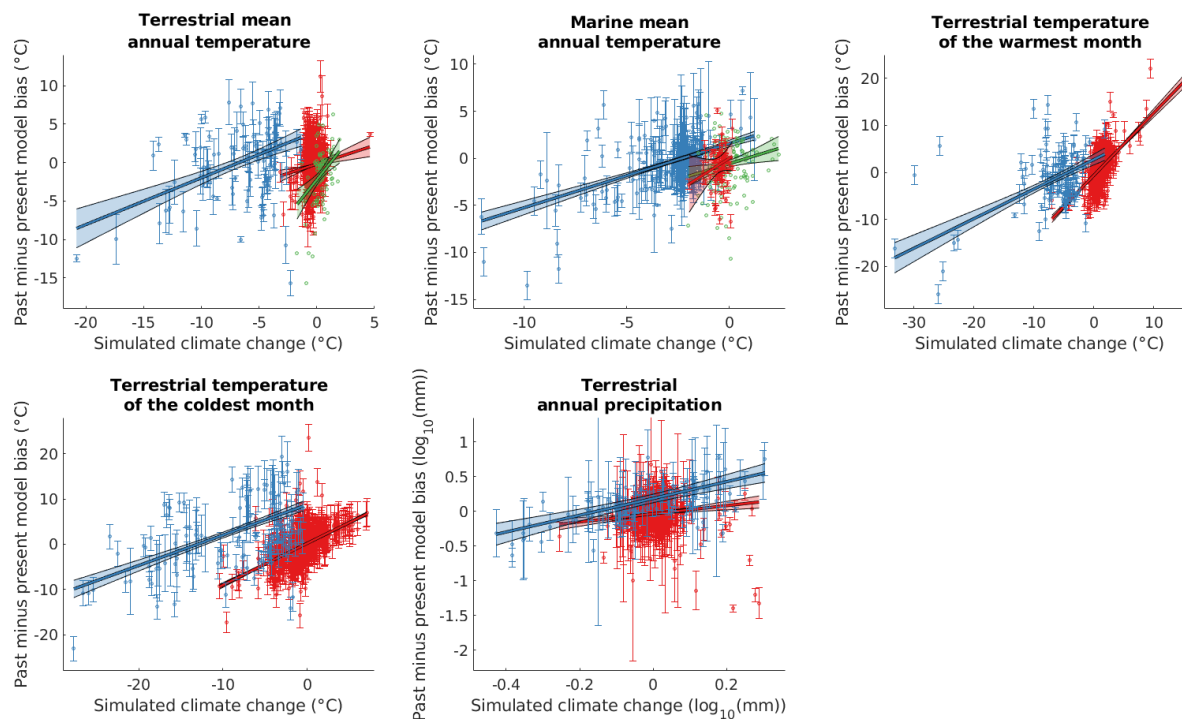 Terrestrial mean
annual temperature
Past minus present model bias (°C)
10
5
0
-5
-10
-15
-20
-15
-10
-5
0
5
Simulated climate change (°C)
Marine mean
annual temperature
Past minus present model bias (°C)
10
5
0
-5
-10
-15
-10
-5
0
Simulated climate change (°C)
Terrestrial temperature
of the warmest month
Past minus present model bias (°C)
20
10
0
-10
-20
-30
-20
-10
0
10
Simulated climate change (°C)
Terrestrial temperature
of the coldest month
Past minus present model bias (°C)
20
10
0
-10
-20
-20
-10
0
Simulated climate change (°C)
Terrestrial
annual precipitation
Past minus present model bias (log10(mm))
1
0.5
0
-0.5
-1
-1.5
-2
-0.4
-0.2
0
0.2
Simulated climate change (log10(mm))